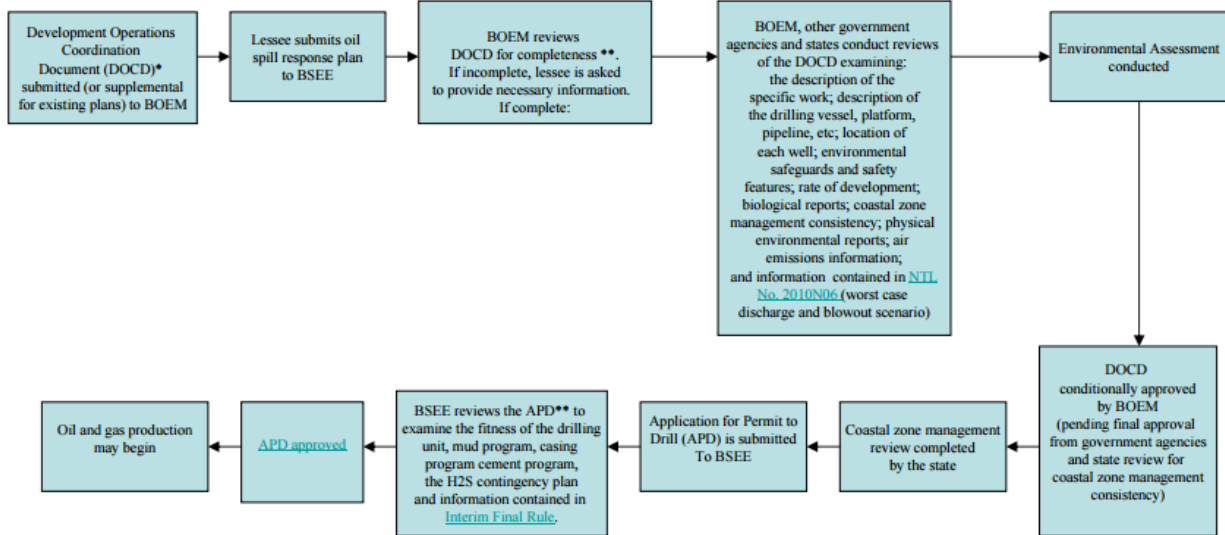 Development Operations
Coordination
Document (DOCD)*
submitted (or supplemental
for existing plans) to BOEM
Lessee submits oil
spill response plan
to BSEE
BOEM reviews
DOCD for completeness **.
If incomplete, lessee is asked
to provide necessary information.
If complete:
BOEM, other government
agencies and states conduct reviews
of the DOCD examining:
the description of the
specific work; description of
the drilling vessel, platform,
pipeline, etc; location of
each well; environmental
safeguards and safety
features; rate of development;
biological reports; coastal zone
management consistency; physical
environmental reports; air
emissions information;
and information contained in NTL
No. 2010N06 (worst case
discharge and blowout scenario)
Environmental Assessment
conducted
DOCD
conditionally approved
by BOEM
(pending final approval
from government agencies
and state review for
coastal zone management
consistency)
Coastal zone management
review completed
by the state
Application for Permit to
Drill (APD) is submitted
To BSEE
BSEE reviews the APD** to
examine the fitness of the drilling
unit, mud program, casing
program cement program,
the H2S contingency plan
and information contained in
Interim Final Rule.
APD approved
Oil and gas production
may begin